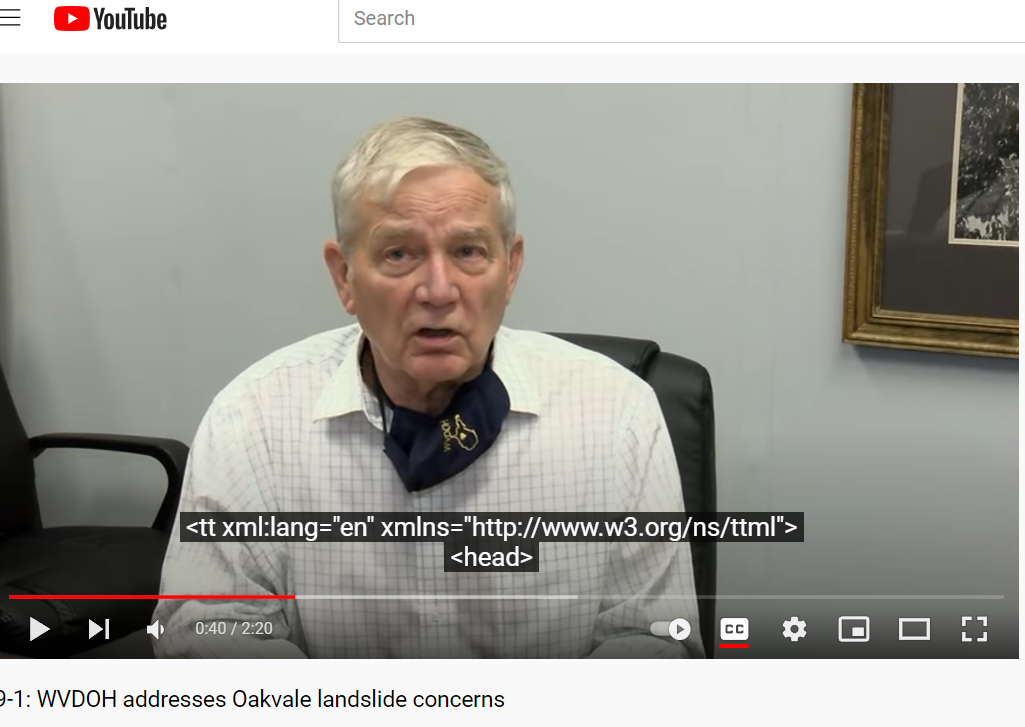 YouTube
Search
<tt xml:lang="en" xmlns="http://www.w3.org/ns/ttml">
<head>
0:40 / 2:20
CC
9-1: WVDOH addresses Oakvale landslide concerns